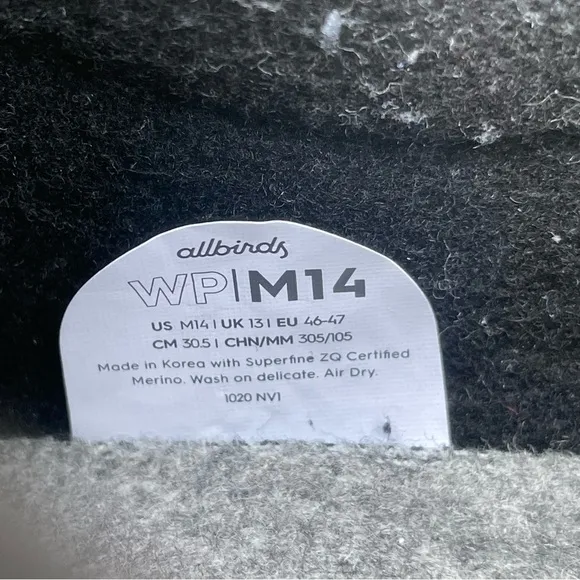 allbirds
WP|M14
US M14 | UK 13 | EU 46-47
CM 30.5 | CHN/MM 305/105
Made in Korea with Superfine ZQ Certified
Merino. Wash on delicate. Air Dry.
1020 NV1